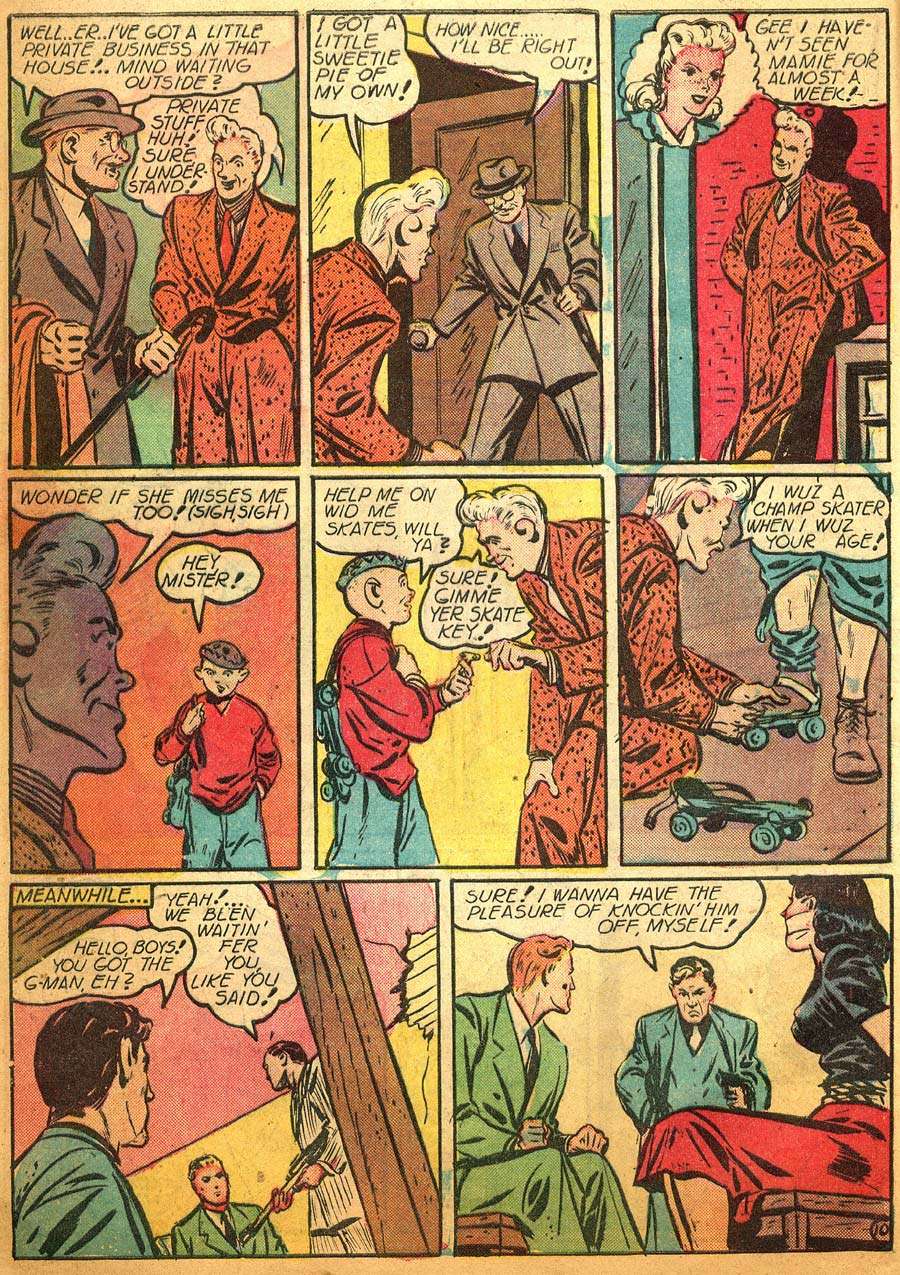 WELL..ER..I'VE GOT A LITTLE
PRIVATE BUSINESS IN THAT
HOUSE!.. MIND WAITING
OUTSIDE?
PRIVATE
STUFF
HUH!
SURE,
I UNDER-
STAND!
I GOT A
LITTLE
SWEETIE
PIE OF
MY OWN!
HOW NICE.....
I'LL BE RIGHT
OUT!
GEE I HAVE-
N'T SEEN
MAMIE FOR
ALMOST A
WEEK!--
WONDER IF SHE MISSES ME
TOO! (SIGH, SIGH)
HEY,
MISTER!
HELP ME ON
WID ME
SKATES, WILL
YA?
SURE!
GIMME
YER SKATE
KEY!
I WUZ A
CHAMP SKATER
WHEN I WUZ
YOUR AGE!
MEANWHILE...
HELLO, BOYS!
YOU GOT THE
G-MAN, EH?
YEAH!....
WE BE'EN
WAITIN'
FER
YOU,
LIKE YOU
SAID!
SURE! I WANNA HAVE THE
PLEASURE OF KNOCKIN' HIM
OFF, MYSELF!
10